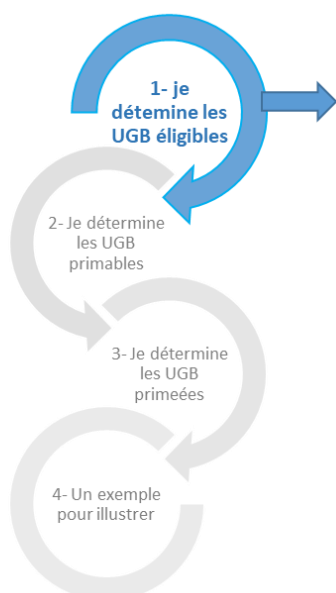 1- je
détemine les
UGB éligibles
2- Je détermine
les UGB
primables
3- Je détermine
les UGB
primeées
4- Un exemple
pour illustrer